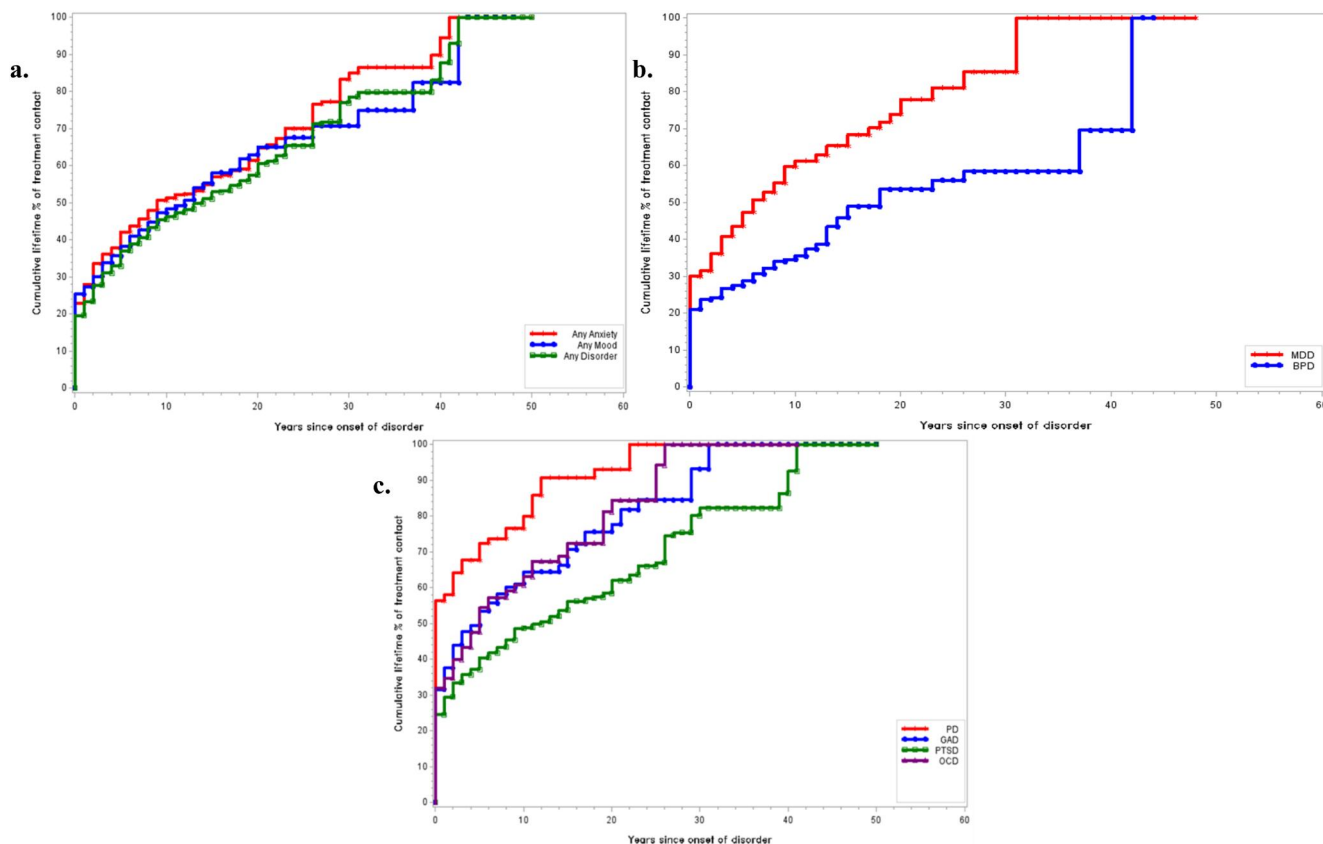 a.
Cumulative lifetime % of treatment contact
100
90
80
70
60
50
40
30
20
10
0
0 10 20 30 40 50 60
Years since onset of disorder
Any Anxiety
Any Mood
Any Disorder
b.
Cumulative lifetime % of treatment contact
100
90
80
70
60
50
40
30
20
10
0
0 10 20 30 40 50 60
Years since onset of disorder
MDD
BPD
c.
Cumulative lifetime % of treatment contact
100
90
80
70
60
50
40
30
20
10
0
0 10 20 30 40 50 60
Years since onset of disorder
PD
GAD
PTSD
OCD